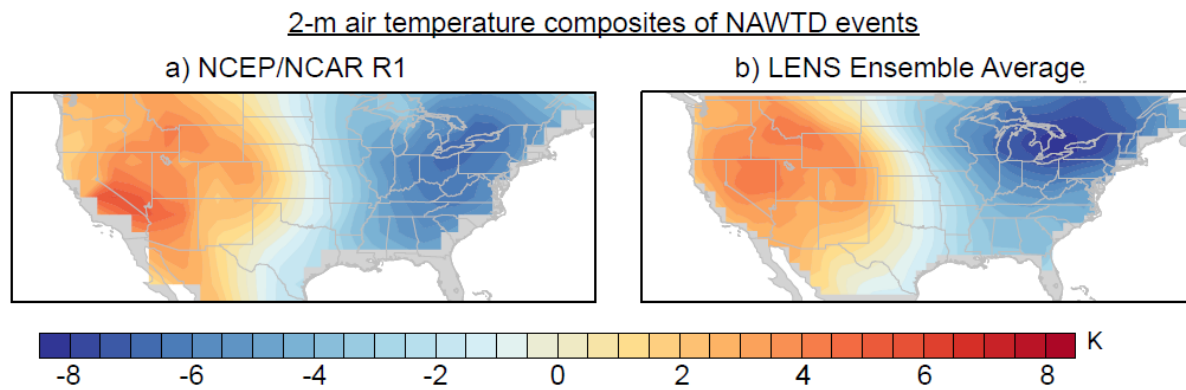 2-m air temperature composites of NAWTD events
a) NCEP/NCAR R1
b) LENS Ensemble Average
K
-8 -6 -4 -2 0 2 4 6 8